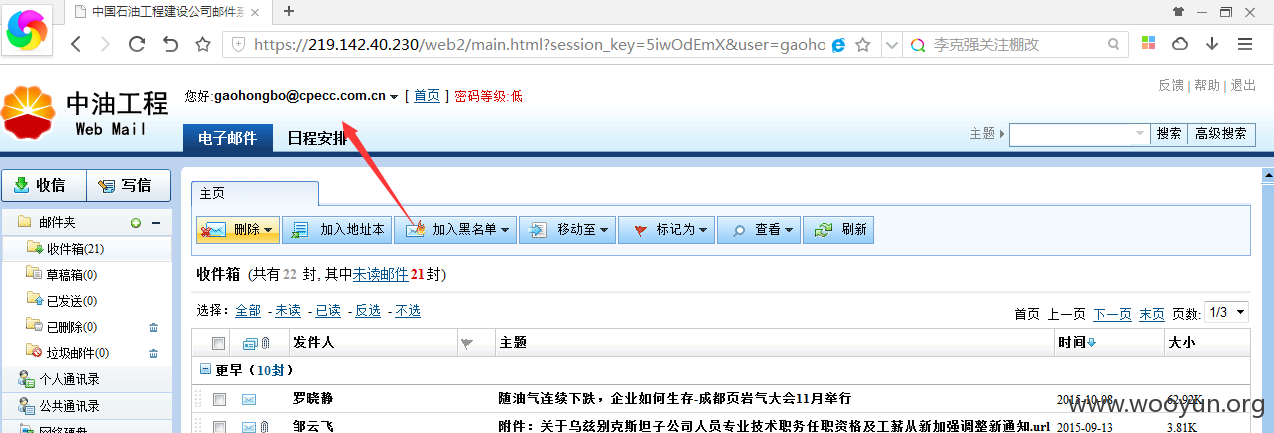 中国石油工程建设公司邮件系
https://219.142.40.230/web2/main.html?session_key=5iwOdEmX&user=gaoho
李克强关注棚改
中油工程
Web Mail
您好:gaohongbo@cpecc.com.cn [ 首页 ] 密码等级:低
反馈 | 帮助 | 退出
电子邮件 日程安排
主题 搜索 高级搜索
收信 写信
主页
邮件夹
收件箱(21)
草稿箱(0)
已发送(0)
已删除(0)
垃圾邮件(0)
个人通讯录
公共通讯录
网络硬盘
删除 加入地址本 加入黑名单 移动至 标记为 查看 刷新
收件箱 (共有 22 封, 其中未读邮件 21封)
选择: 全部 - 未读 - 已读 - 反选 - 不选
首页 上一页 下一页 末页 页数: 1/3
发件人 主题 时间 大小
更早 (10封)
罗晓静 随油气连续下跌，企业如何生存-成都页岩气大会11月举行 2015-10-08 62.92K
邹云飞 附件：关于乌兹别克斯坦子公司人员专业技术职务任职资格及工薪从新加强调整新通知.url 2015-09-13 3.81K
www.wooyun.org